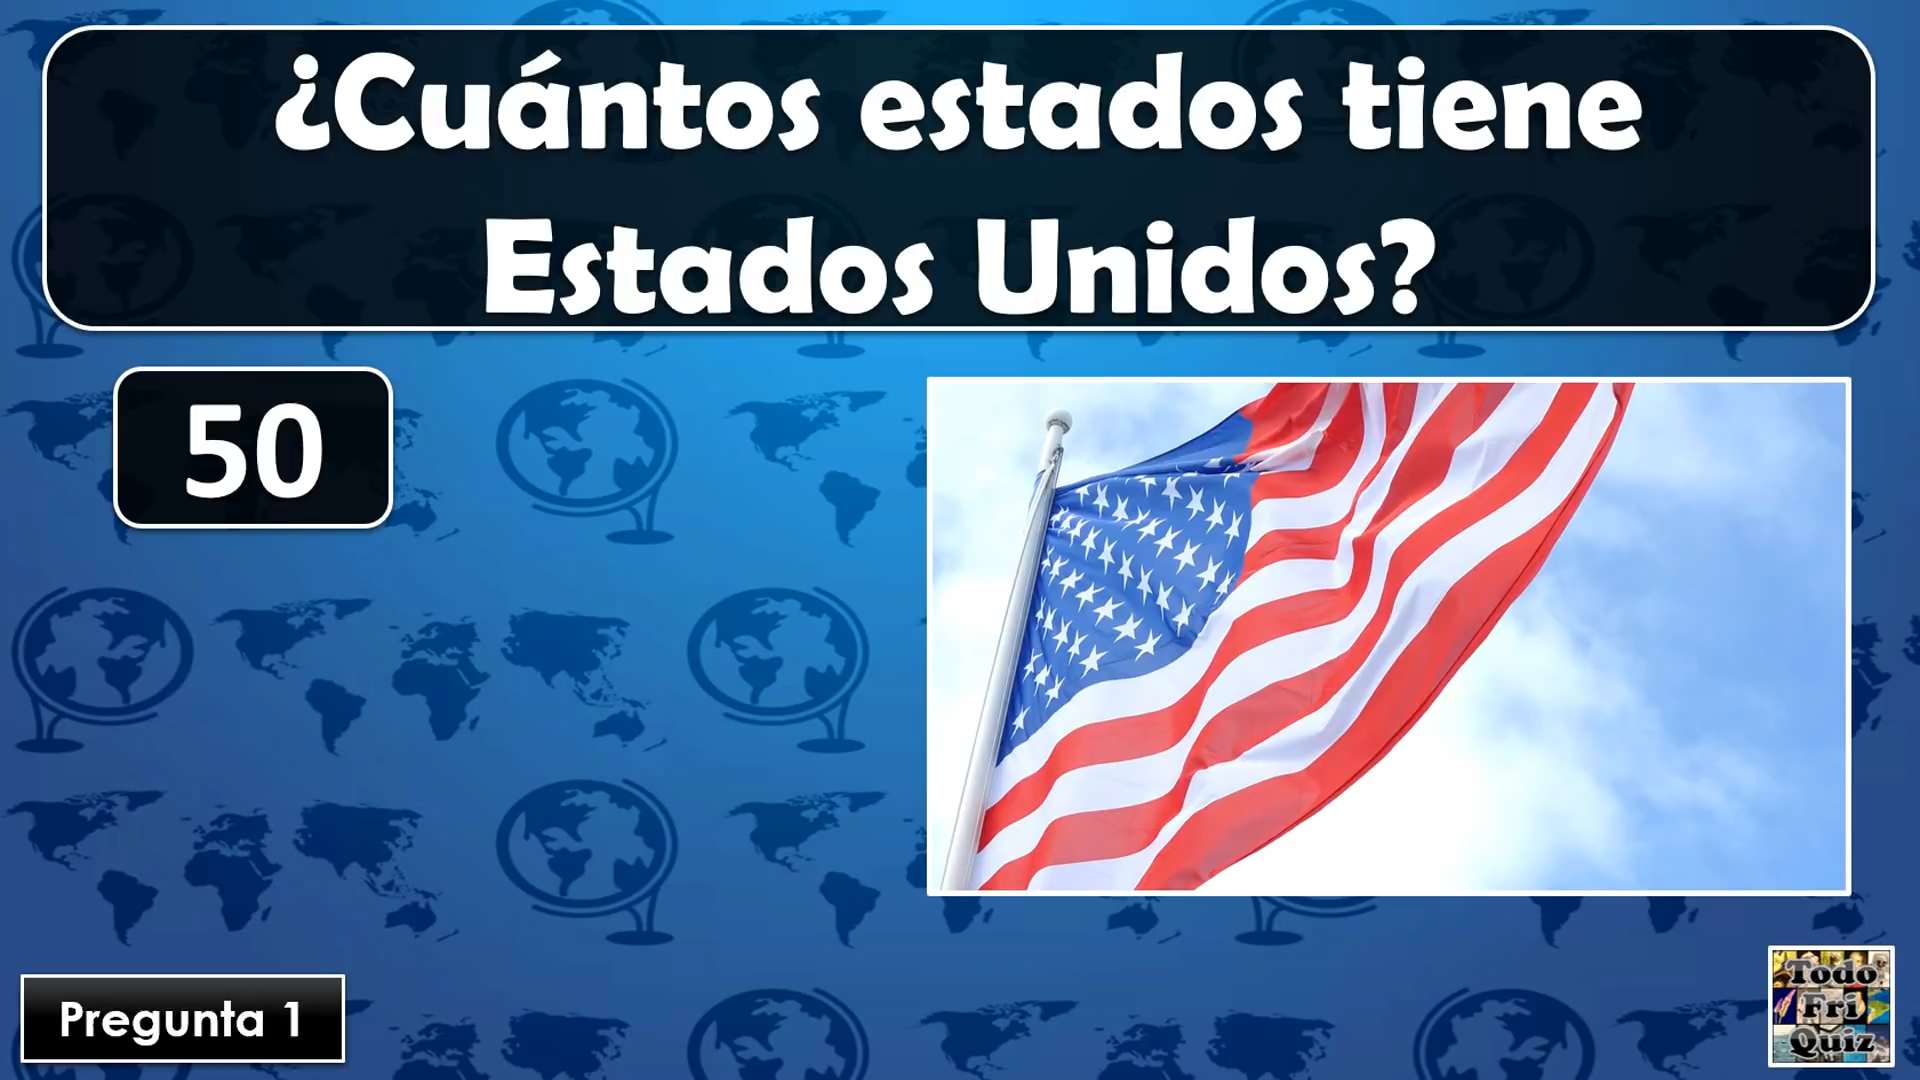 ¿Cuántos estados tiene
Estados Unidos?
50
Pregunta 1
Todo
Fri
Quiz